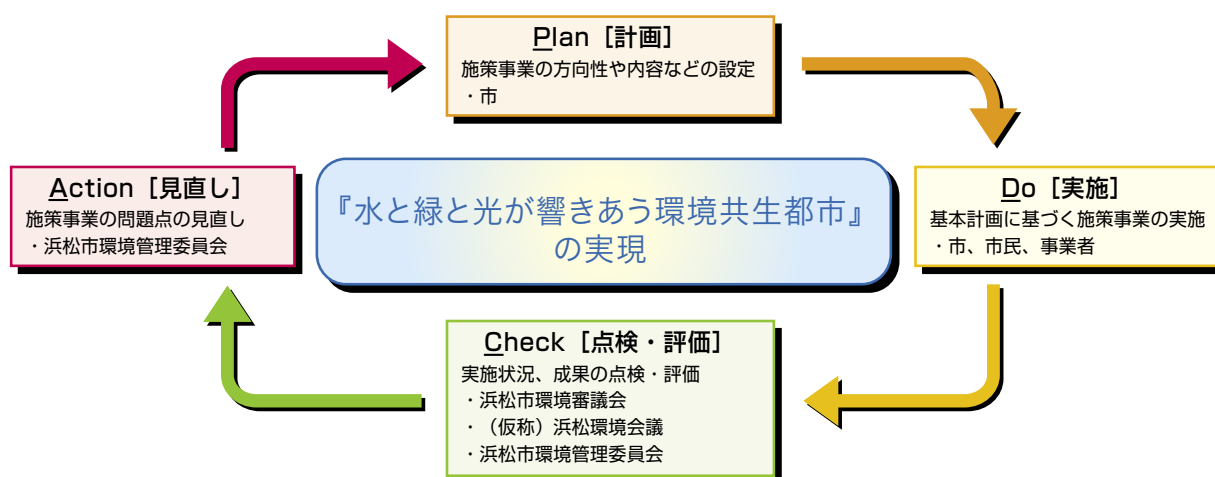 Plan［計画］
施策事業の方向性や内容などの設定
・市
Action［見直し］
施策事業の問題点の見直し
・浜松市環境管理委員会
『水と緑と光が響きあう環境共生都市』
の実現
Do［実施］
基本計画に基づく施策事業の実施
・市、市民、事業者
Check［点検・評価］
実施状況、成果の点検・評価
・浜松市環境審議会
・（仮称）浜松環境会議
・浜松市環境管理委員会